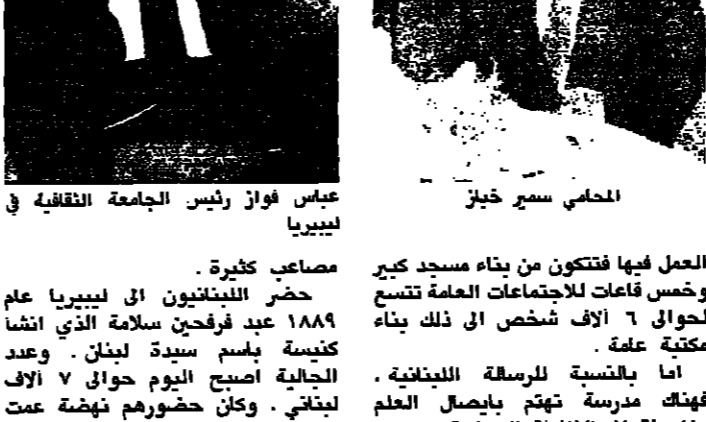 المحامي سمير خباز
العمل فيها فتتكون من بناء مسجد كبير
وخمس قاعات للاجتماعات العامة تتسع
لحوالى ٦ آلاف شخص الى ذلك بناء
مكتبة عامة .
اما بالنسبة للرسالة اللبنانية .
فهناك مدرسة تهتم بايصال العلم
عباس فواز رئيس الجامعة الثقافية في
ليبيريا
مصاعب كثيرة .
حضر اللبنانيون الى ليبيريا عام
١٨٨٩ عبد فرفحين سلامة الذي انشأ
كنيسة باسم سيدة لبنان . وعدد
الجالية اصبح اليوم حوالى ٧ آلاف
لبناني . وكان حضورهم نهضة عمت